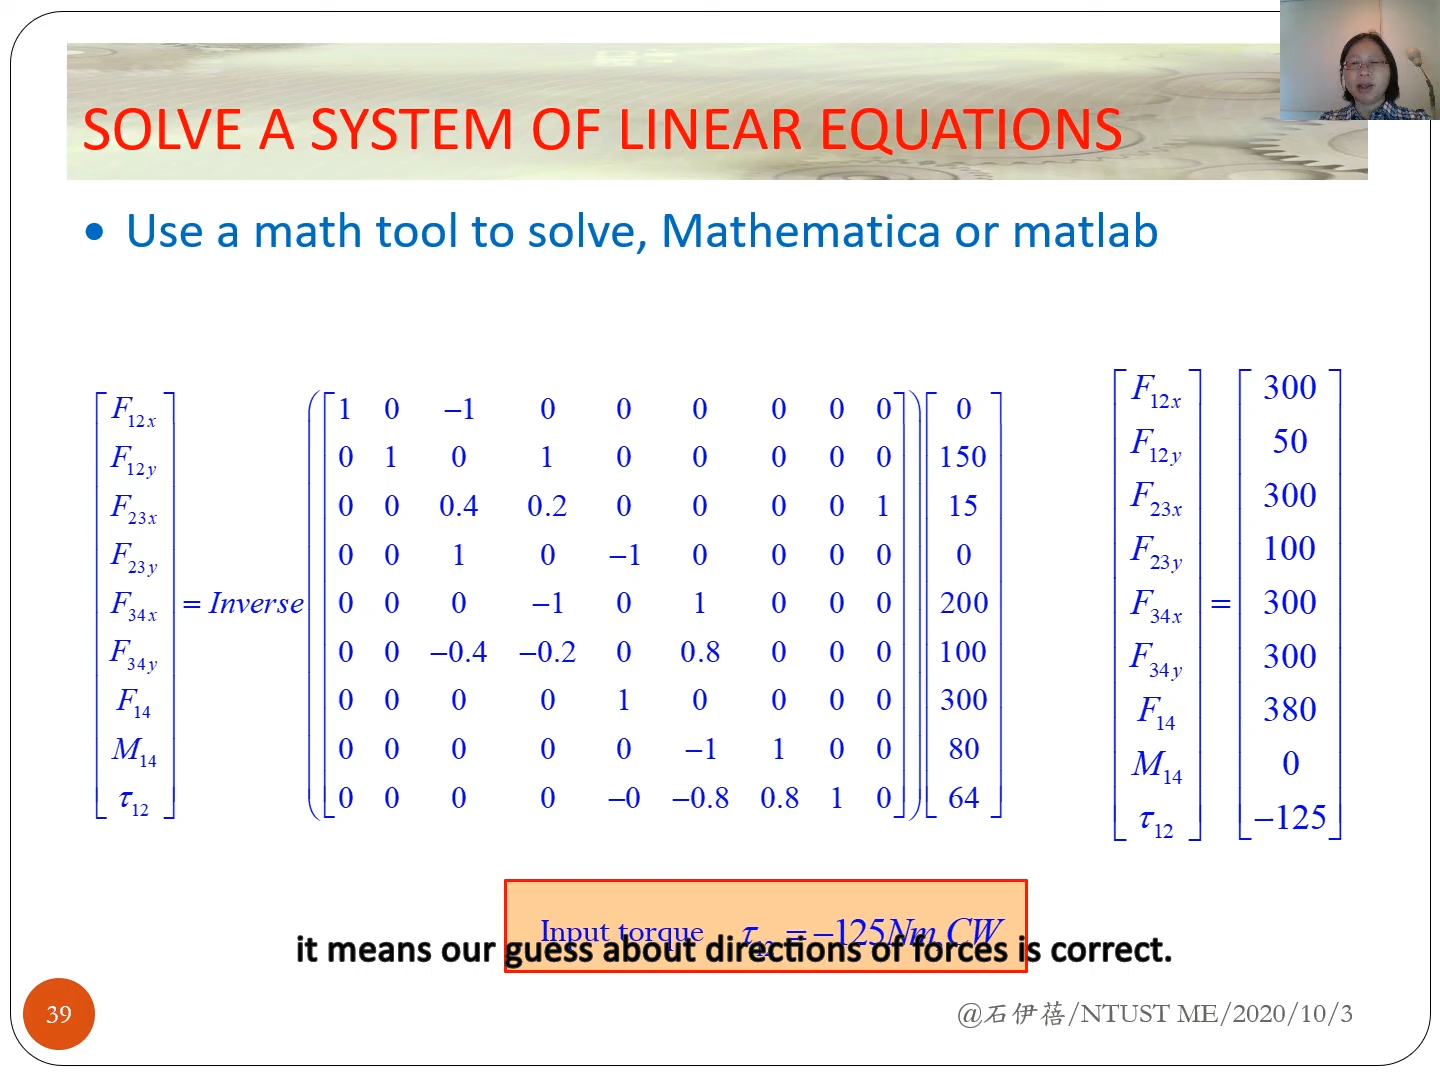 SOLVE A SYSTEM OF LINEAR EQUATIONS
• Use a math tool to solve, Mathematica or matlab
F12x 1 0 −1 0 0 0 0 0 0 0
F12y 0 1 0 1 0 0 0 0 0 150
F23x 0 0 0.4 0.2 0 0 0 0 1 15
F23y 0 0 1 0 −1 0 0 0 0 0
F34x = Inverse 0 0 0 −1 0 1 0 0 0 200
F34y 0 0 −0.4 −0.2 0 0.8 0 0 0 100
F14 0 0 0 0 1 0 0 0 0 300
M14 0 0 0 0 0 −1 1 0 0 80
τ12 0 0 0 0 −0 −0.8 0.8 1 0 64
F12x 300
F12y 50
F23x 300
F23y 100
F34x = 300
F34y 300
F14 380
M14 0
τ12 −125
Input torque τ12 = −125Nm, CW
it means our guess about directions of forces is correct.
39
@石伊蓓/NTUST ME/2020/10/3